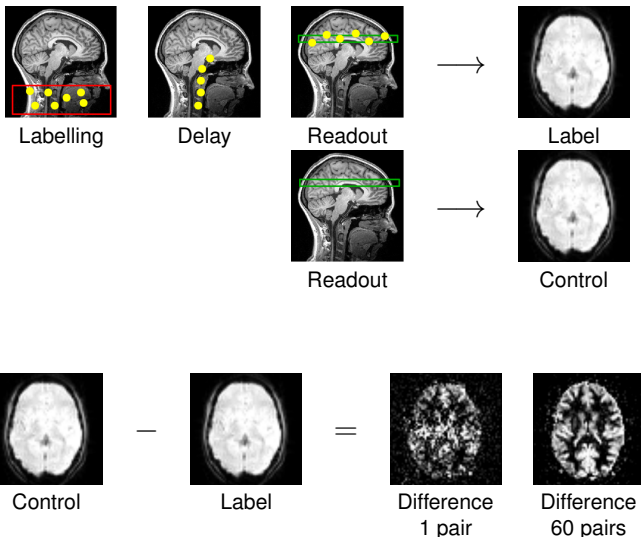 Labelling Delay Readout ⟶ Label
Readout ⟶ Control
− =
Control Label Difference Difference
1 pair 60 pairs